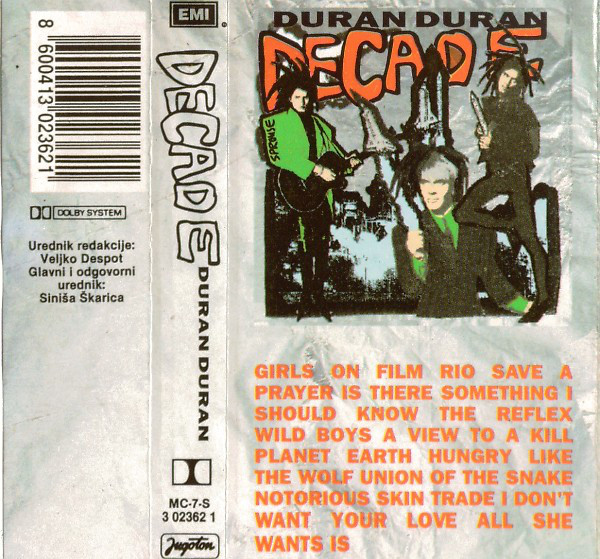 8 600413 023621
DOLBY SYSTEM
Urednik redakcije:
Veljko Despot
Glavni i odgovorni
urednik:
Siniša Škarica
EMI
®
DECADE
DURAN DURAN
MC-7-S
3 02362 1
Jugoton
DURAN DURAN
DECADE
SPROUSE
GIRLS ON FILM RIO SAVE A
PRAYER IS THERE SOMETHING I
SHOULD KNOW THE REFLEX
WILD BOYS A VIEW TO A KILL
PLANET EARTH HUNGRY LIKE
THE WOLF UNION OF THE SNAKE
NOTORIOUS SKIN TRADE I DON'T
WANT YOUR LOVE ALL SHE
WANTS IS